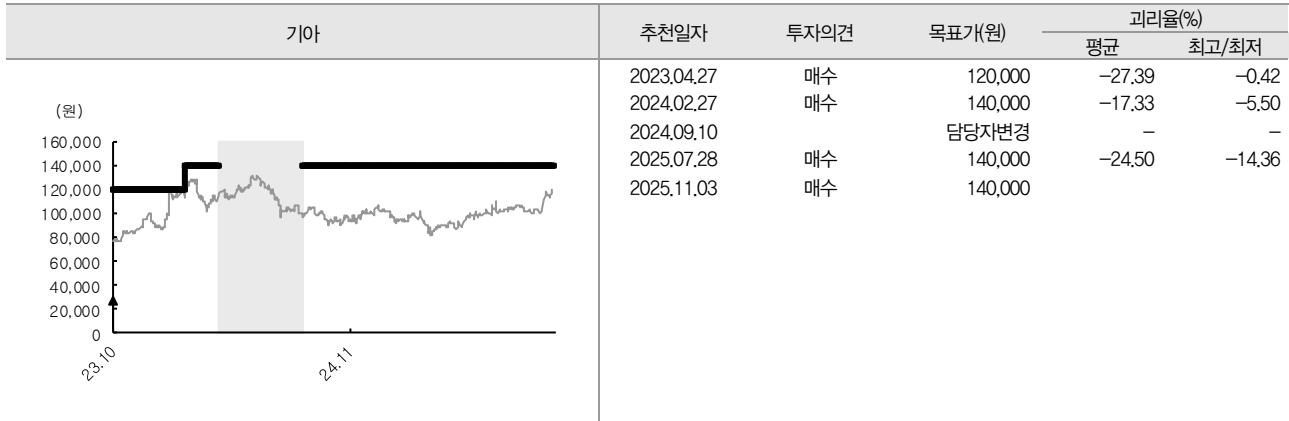 기아 추천일자 투자의견 목표가(원) 괴리율(%)
평균 최고/최저
(원)
160,000
140,000
120,000
100,000
80,000
60,000
40,000
20,000
0
23.10 24.11
2023.04.27 매수 120,000 -27.39 -0.42
2024.02.27 매수 140,000 -17.33 -5.50
2024.09.10 담당자변경 - -
2025.07.28 매수 140,000 -24.50 -14.36
2025.11.03 매수 140,000